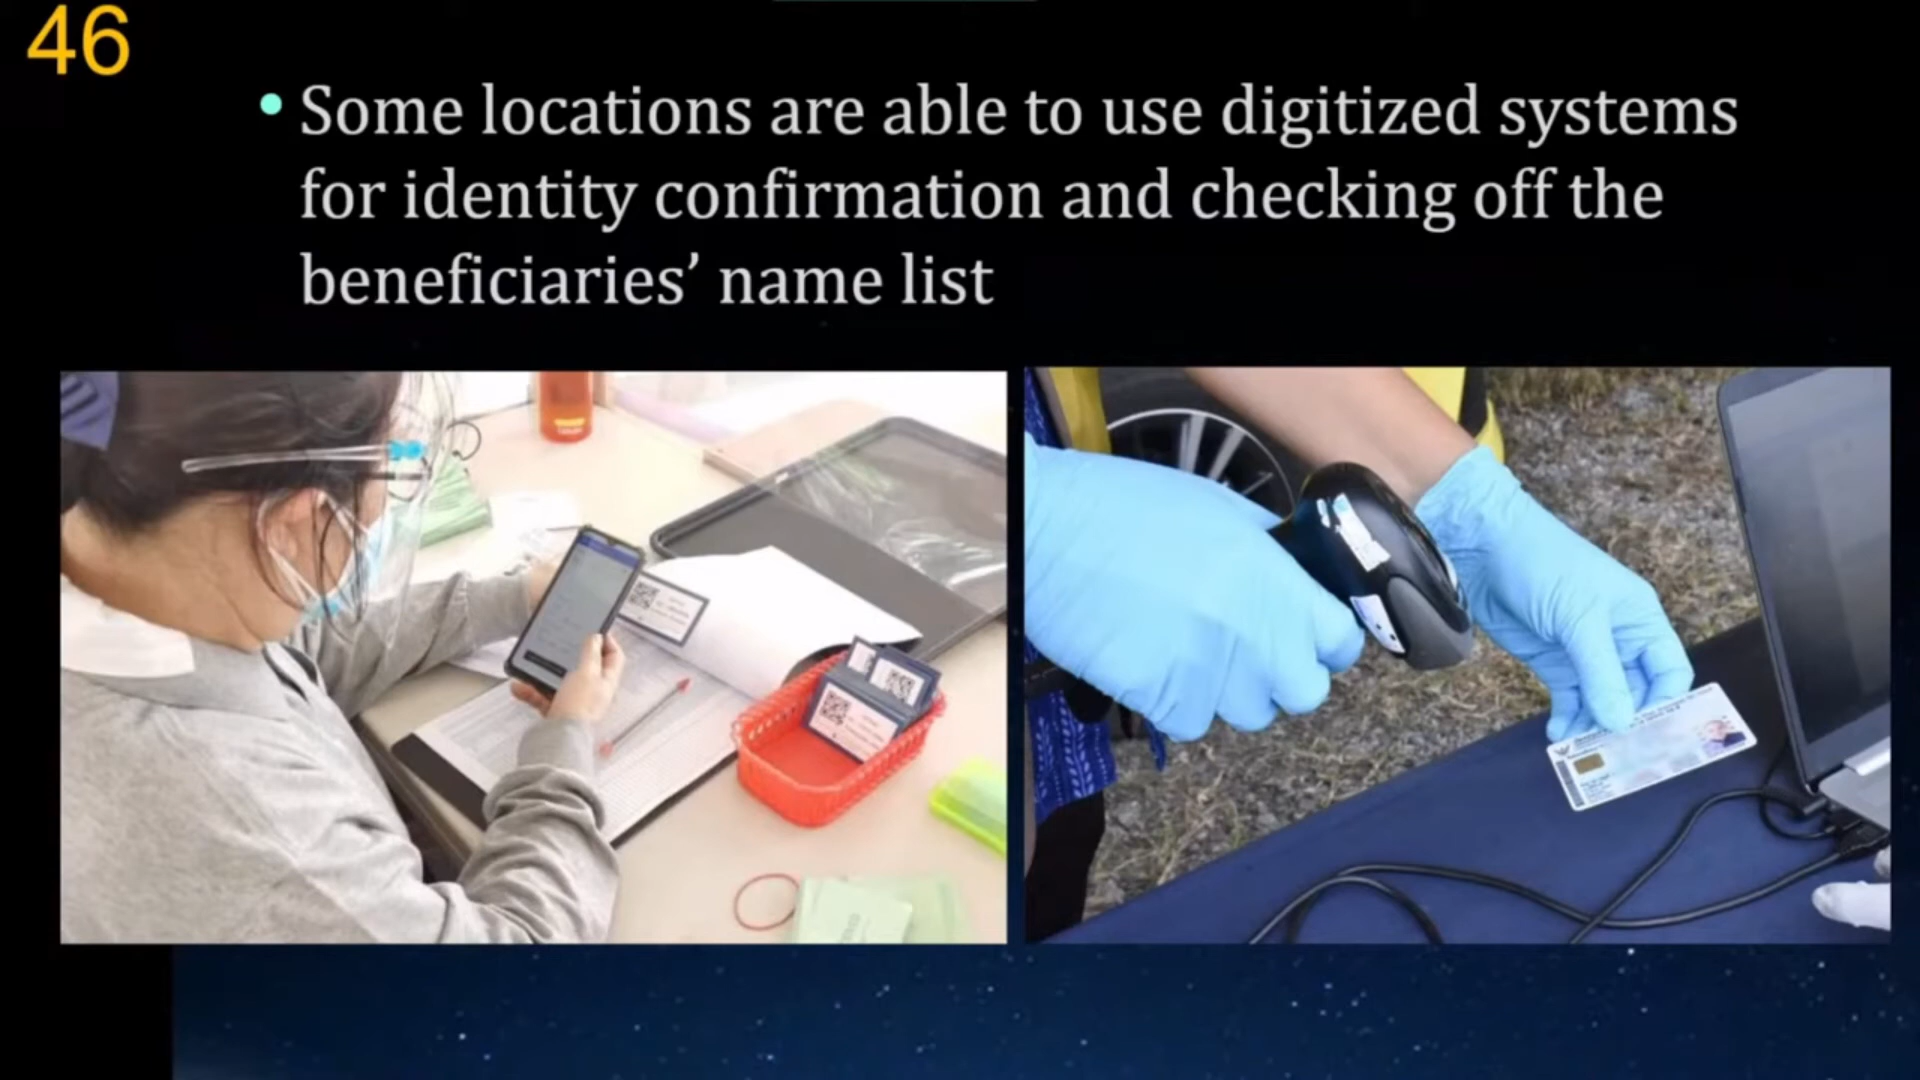 46
• Some locations are able to use digitized systems
for identity confirmation and checking off the
beneficiaries’ name list